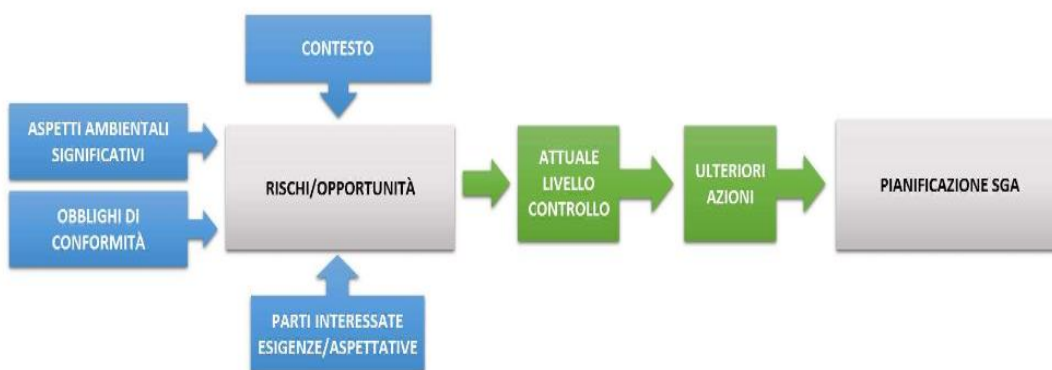 CONTESTO
ASPETTI AMBIENTALI
SIGNIFICATIVI
OBBLIGHI DI
CONFORMITÀ
RISCHI/OPPORTUNITÀ
PARTI INTERESSATE
ESIGENZE/ASPETTATIVE
ATTUALE
LIVELLO
CONTROLLO
ULTERIORI
AZIONI
PIANIFICAZIONE SGA